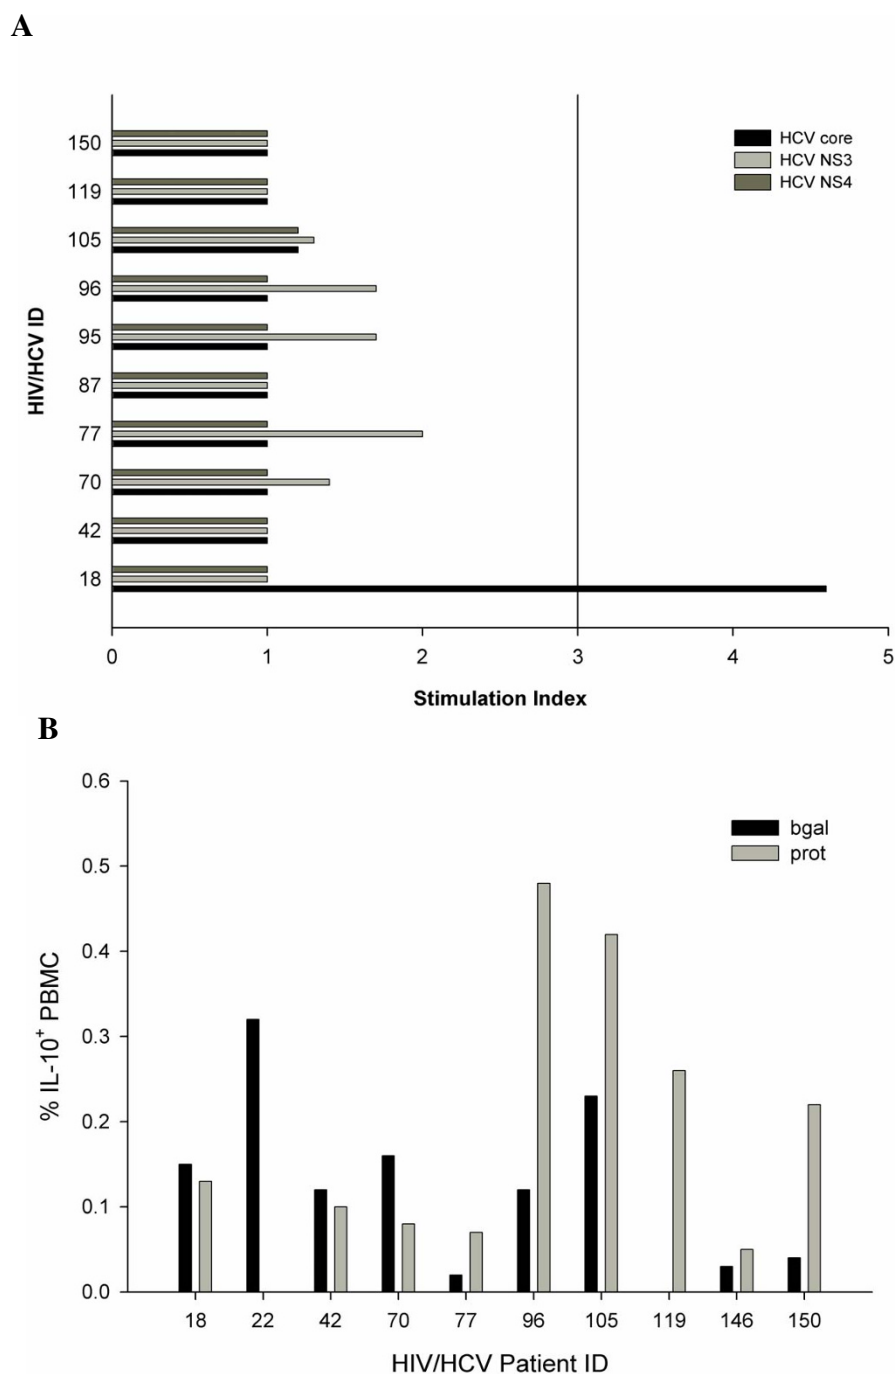 A
HCV core
HCV NS3
HCV NS4
150
119
105
96
95
87
77
70
42
18
HIV/HCV ID
0 1 2 3 4 5
Stimulation Index
B
0.6
0.5
0.4
0.3
0.2
0.1
0.0
% IL-10+ PBMC
bgal
prot
18 22 42 70 77 96 105 119 146 150
HIV/HCV Patient ID